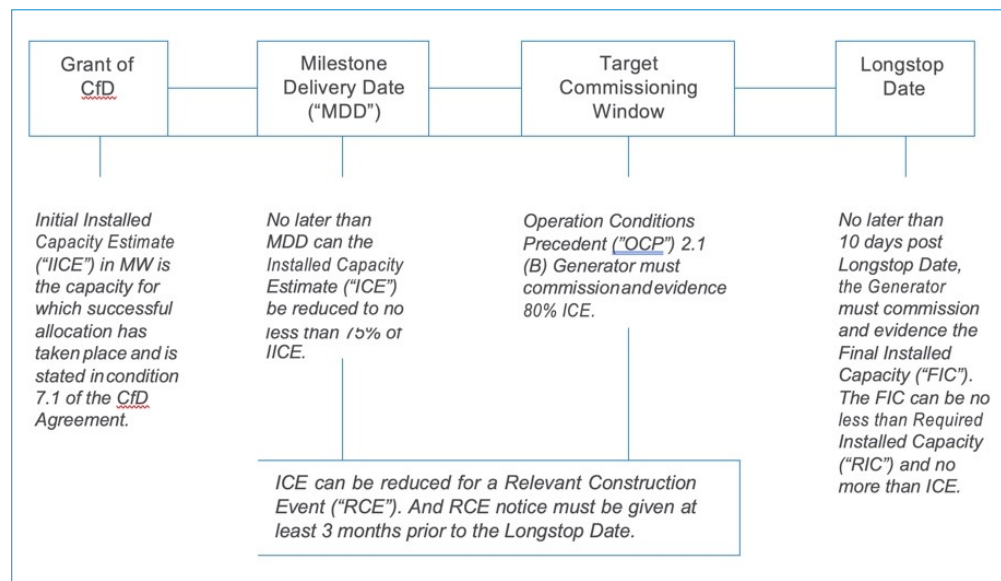 Grant of
CfD
Milestone
Delivery Date
(“MDD”)
Target
Commissioning
Window
Longstop
Date
Initial Installed
Capacity Estimate
(“IICE”) in MW is
the capacity for
which successful
allocation has
taken place and is
stated in condition
7.1 of the CfD
Agreement.
No later than
MDD can the
Installed Capacity
Estimate (“ICE”)
be reduced to no
less than 75% of
IICE.
Operation Conditions
Precedent (”OCP”) 2.1
(B) Generator must
commission and evidence
80% ICE.
No later than
10 days post
Longstop Date,
the Generator
must commission
and evidence the
Final Installed
Capacity (“FIC”).
The FIC can be no
less than Required
Installed Capacity
(“RIC”) and no
more than ICE.
ICE can be reduced for a Relevant Construction
Event (“RCE”). And RCE notice must be given at
least 3 months prior to the Longstop Date.